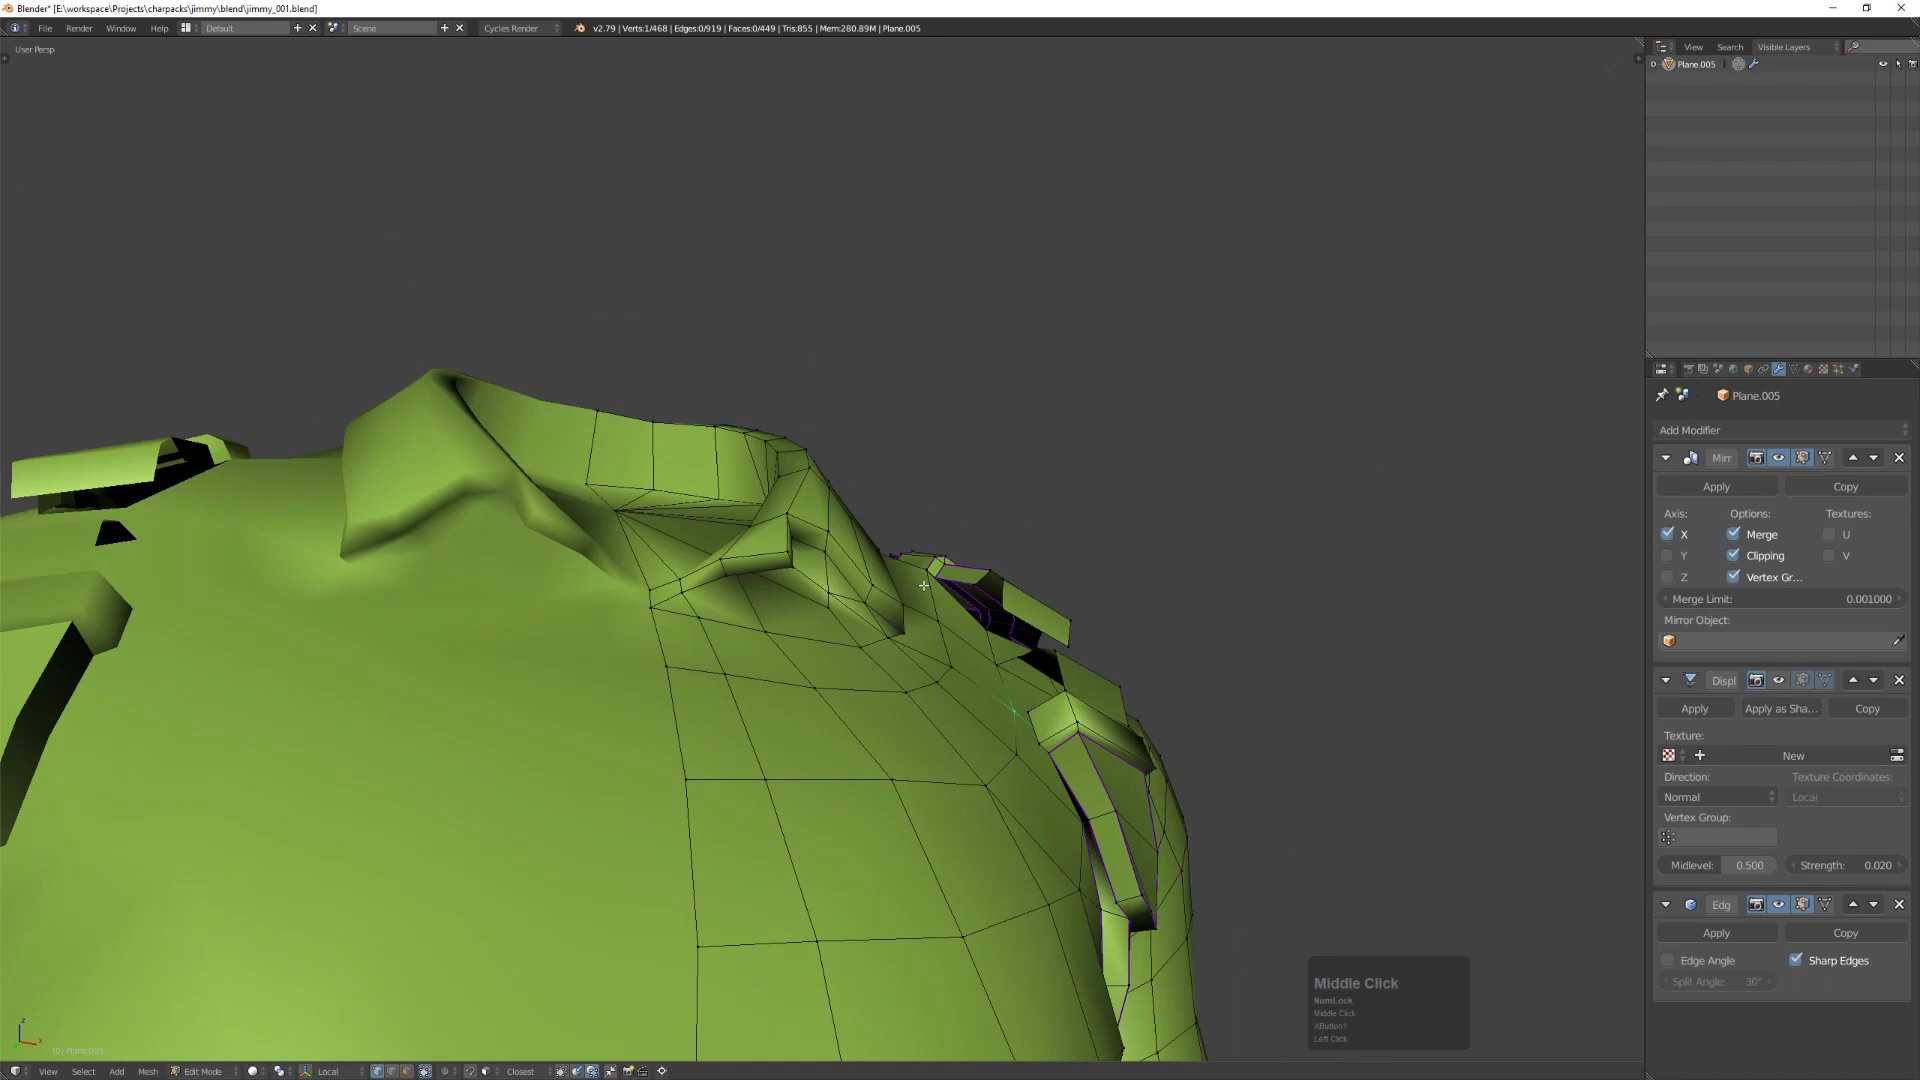 Blender* [E:\workspace\Projects\charpacks\jimmy\blend\jimmy_001.blend]
File Render Window Help Default Scene Cycles Render v2.79 | Verts:1/468 | Edges:0/919 | Faces:0/449 | Tris:855 | Mem:280.89M | Plane.005
User Persp
View Search Visible Layers
Plane.005
Plane.005
Add Modifier
Mirr
Apply Copy
Axis: Options: Textures:
X Merge U
Y Clipping V
Z Vertex Gr...
Merge Limit: 0.001000
Mirror Object:
Displ
Apply Apply as Sha... Copy
Texture:
New
Direction: Texture Coordinates:
Normal Local
Vertex Group:
Midlevel: 0.500 Strength: 0.020
Edg
Apply Copy
Edge Angle Sharp Edges
Split Angle: 30°
Middle Click
NumLock
Middle Click
XButton1
Left Click
z
x
(0) Plane.005
View Select Add Mesh Edit Mode Local Closest